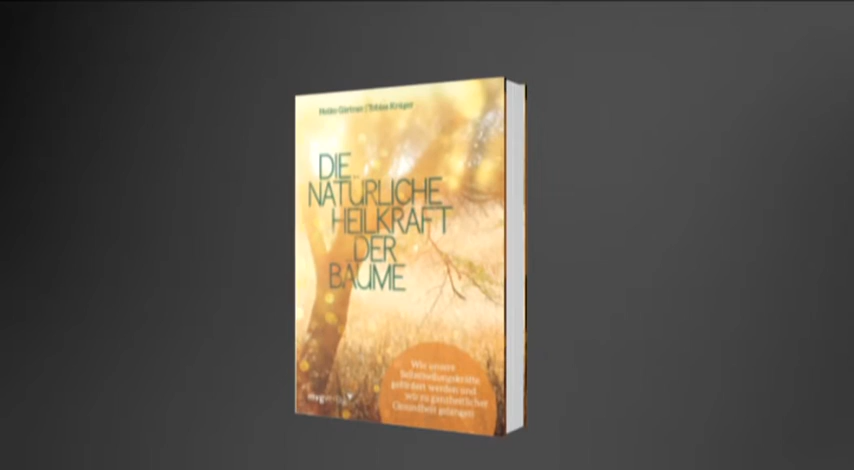 Heiko Gärtner / Tobias Krüger
DIE
NATÜRLICHE
HEILKRAFT
DER
BÄUME
Wie unsere
Selbstheilungskräfte
gefördert werden und
wir zu ganzheitlicher
Gesundheit gelangen
mvgverlag